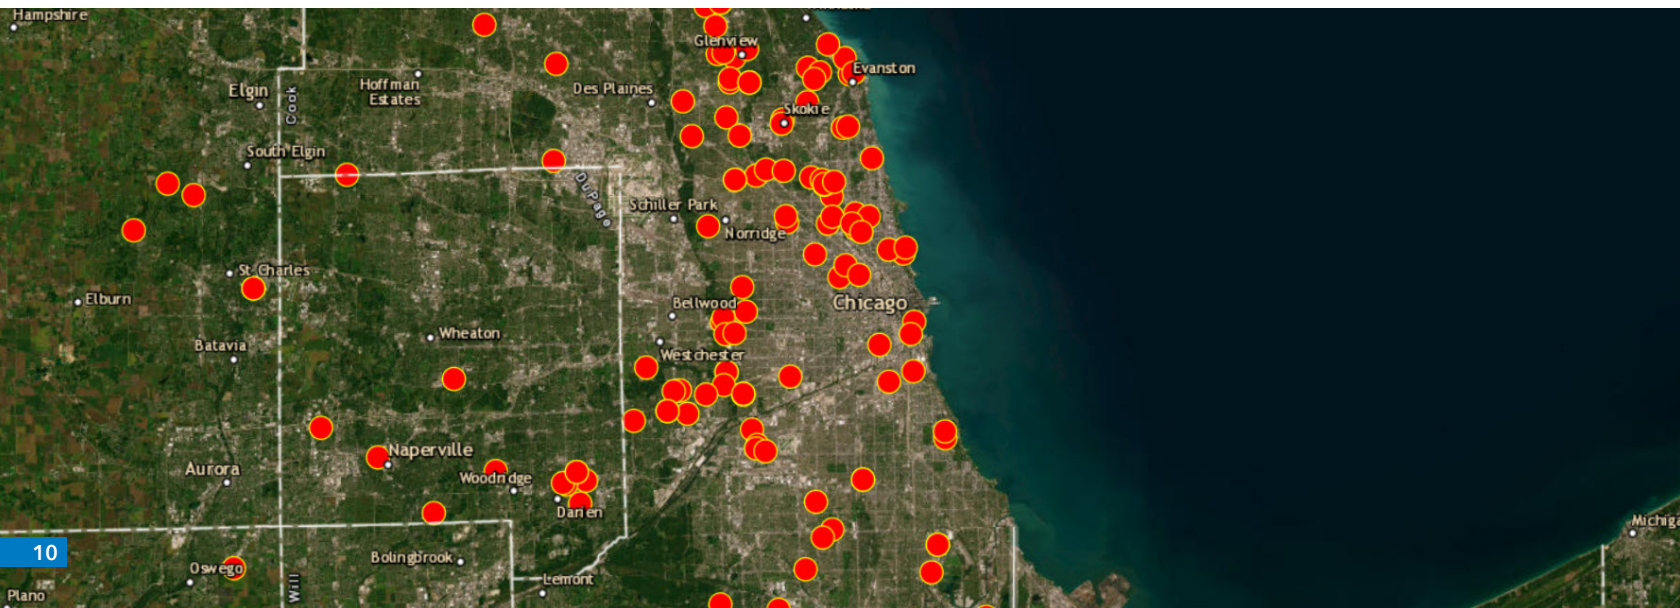 Hampshire
Glenview
Evanston
Hoffman
Estates
Des Plaines
Elgin
Cook
Skokie
South Elgin
DuPage
Schiller Park
Norridge
St Charles
Elburn
Bellwood
Chicago
Wheaton
Batavia
Westchester
Naperville
Aurora
Woodridge
Darien
Michiga
10
Bolingbrook
Oswego
Lemont
Will
Plano